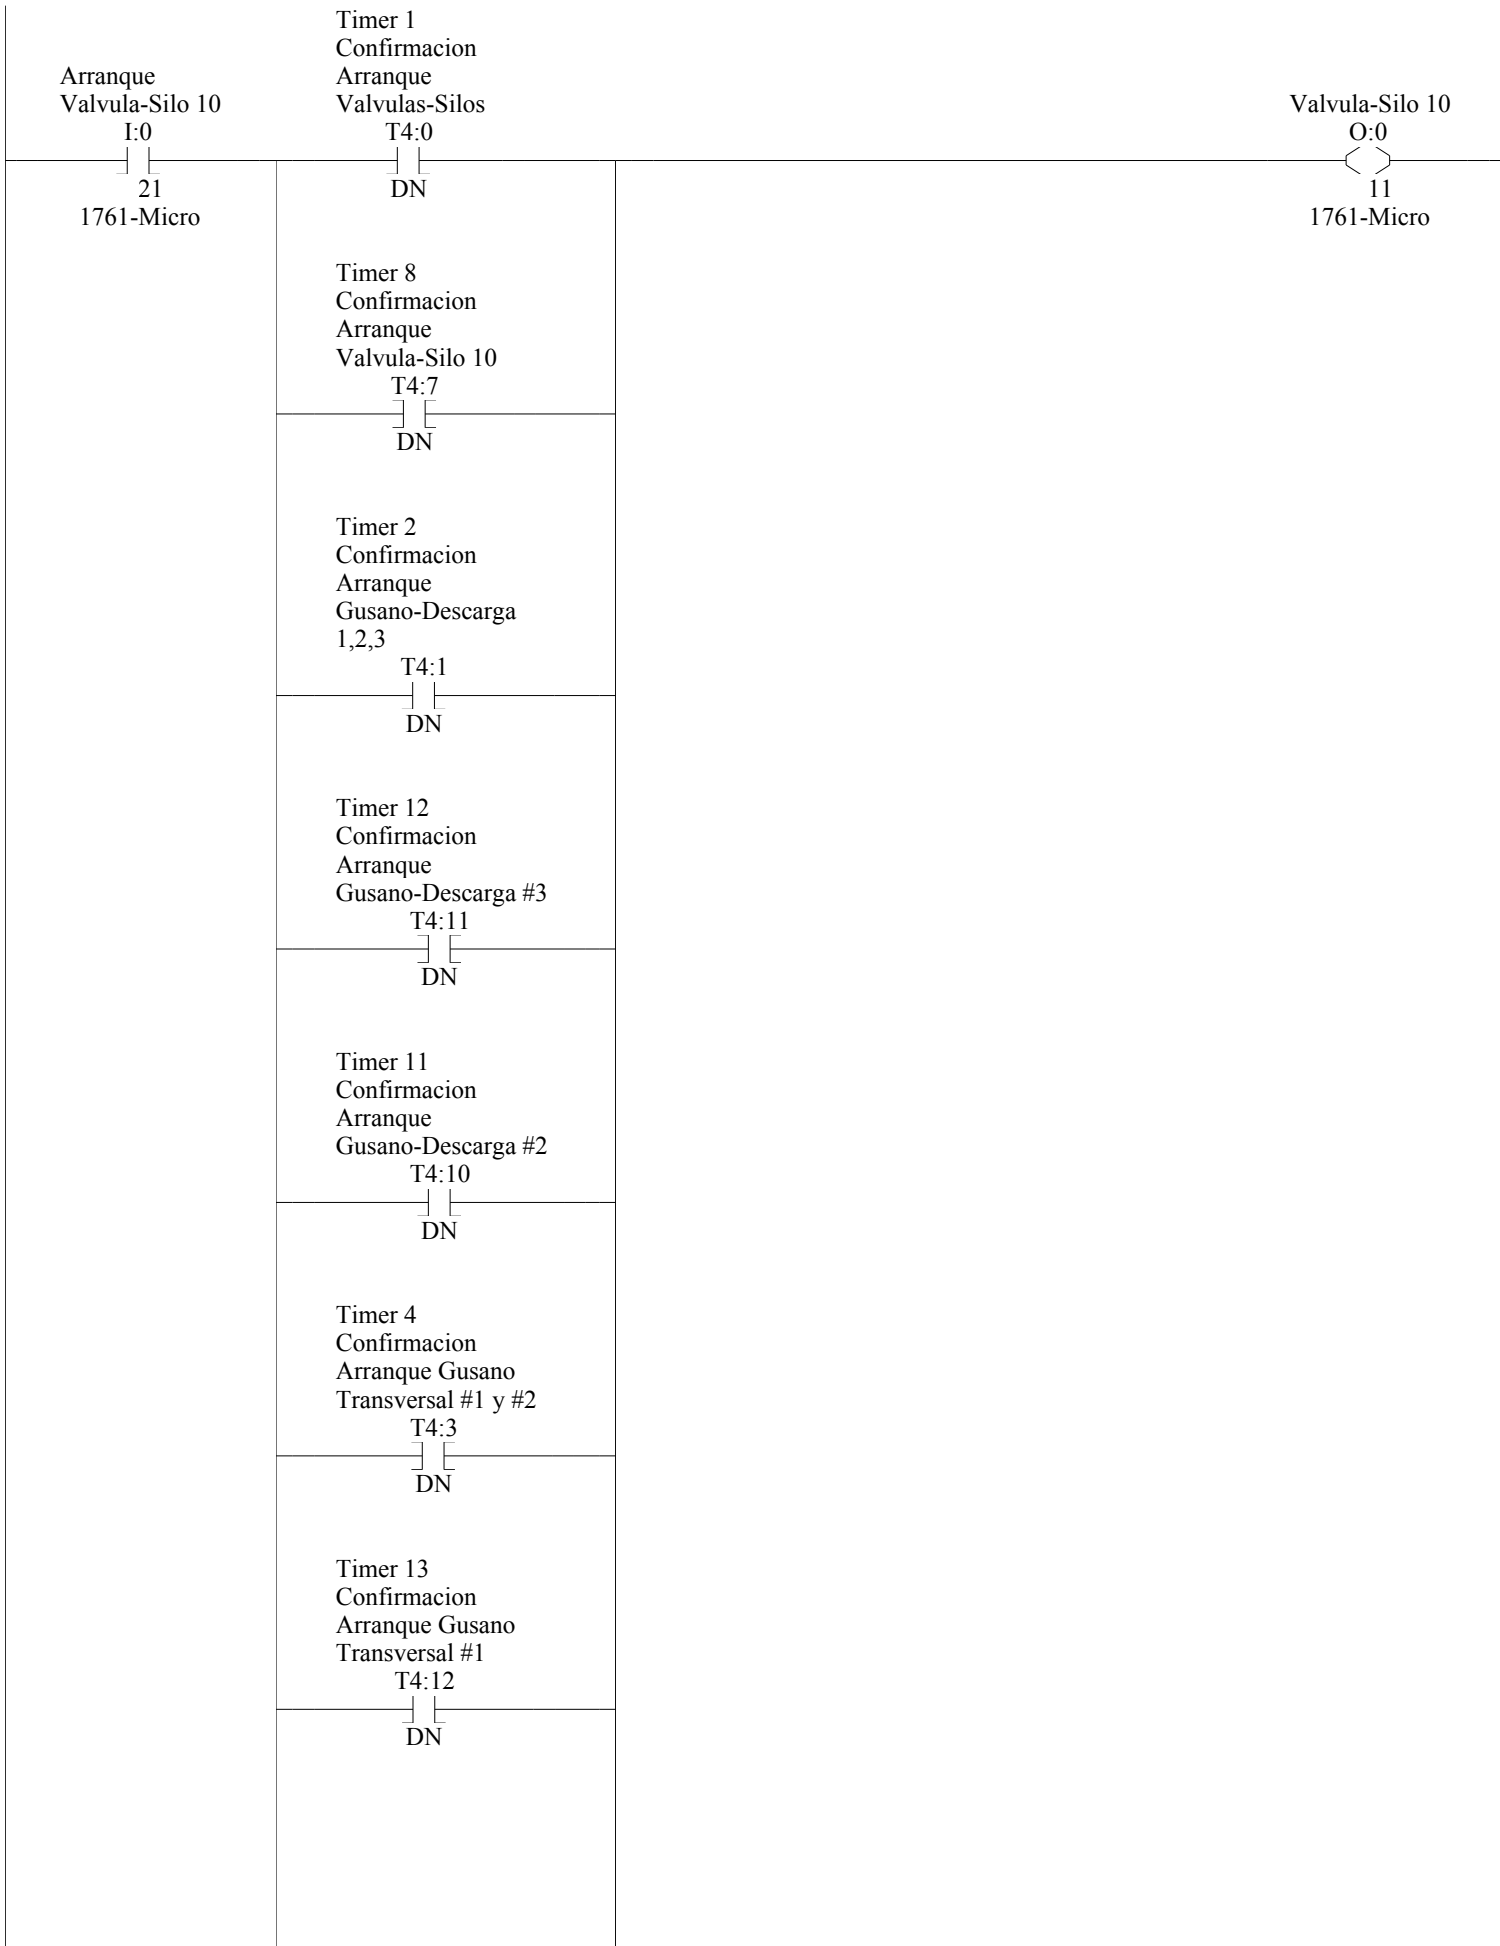 Arranque
Valvula-Silo 10
I:0
21
1761-Micro
Timer 1
Confirmacion
Arranque
Valvulas-Silos
T4:0
DN
Valvula-Silo 10
O:0
11
1761-Micro
Timer 8
Confirmacion
Arranque
Valvula-Silo 10
T4:7
DN
Timer 2
Confirmacion
Arranque
Gusano-Descarga
1,2,3
T4:1
DN
Timer 12
Confirmacion
Arranque
Gusano-Descarga #3
T4:11
DN
Timer 11
Confirmacion
Arranque
Gusano-Descarga #2
T4:10
DN
Timer 4
Confirmacion
Arranque Gusano
Transversal #1 y #2
T4:3
DN
Timer 13
Confirmacion
Arranque Gusano
Transversal #1
T4:12
DN